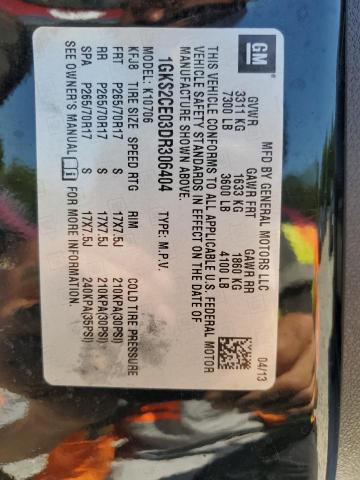 GM
MFD BY GENERAL MOTORS LLC
04/13
GVWR GAWR FRT GAWR RR
3311 KG 1633 KG 1860 KG
7300 LB 3600 LB 4100 LB
THIS VEHICLE CONFORMS TO ALL APPLICABLE U.S. FEDERAL MOTOR
VEHICLE SAFETY STANDARDS IN EFFECT ON THE DATE OF
MANUFACTURE SHOWN ABOVE.
1GKS2CE03DR306404 TYPE: M.P.V.
MODEL: K10706
KFJ8 TIRE SIZE SPEED RTG RIM COLD TIRE PRESSURE
FRT P265/70R17 S 17X7.5J 210KPA(30PSI)
RR P265/70R17 S 17X7.5J 210KPA(30PSI)
SPA P265/70R17 S 17X7.5J 240KPA(35PSI)
SEE OWNER'S MANUAL FOR MORE INFORMATION.